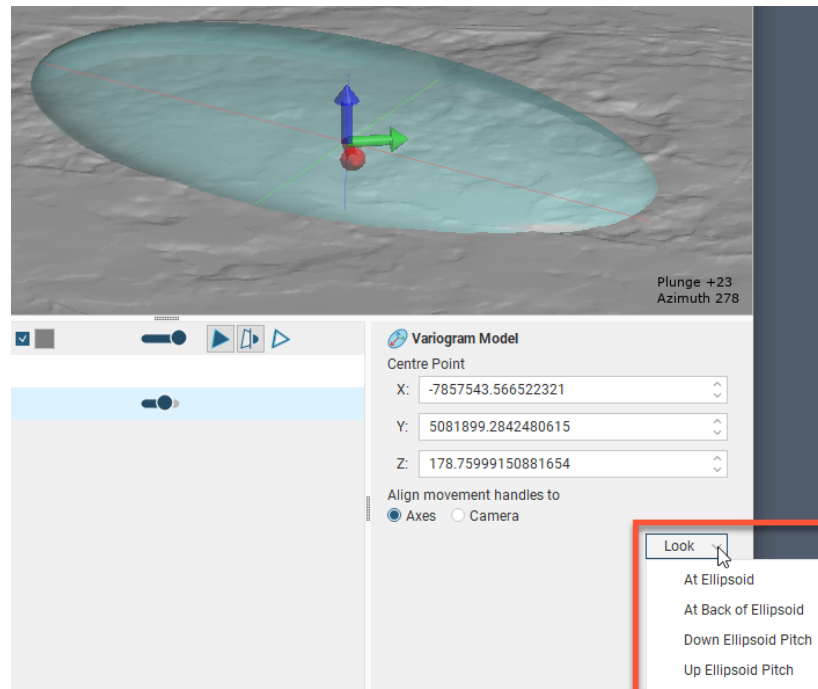 Plunge +23
Azimuth 278
Variogram Model
Centre Point
X: -7857543.566522321
Y: 5081899.2842480615
Z: 178.75999150881654
Align movement handles to
Axes Camera
Look
At Ellipsoid
At Back of Ellipsoid
Down Ellipsoid Pitch
Up Ellipsoid Pitch